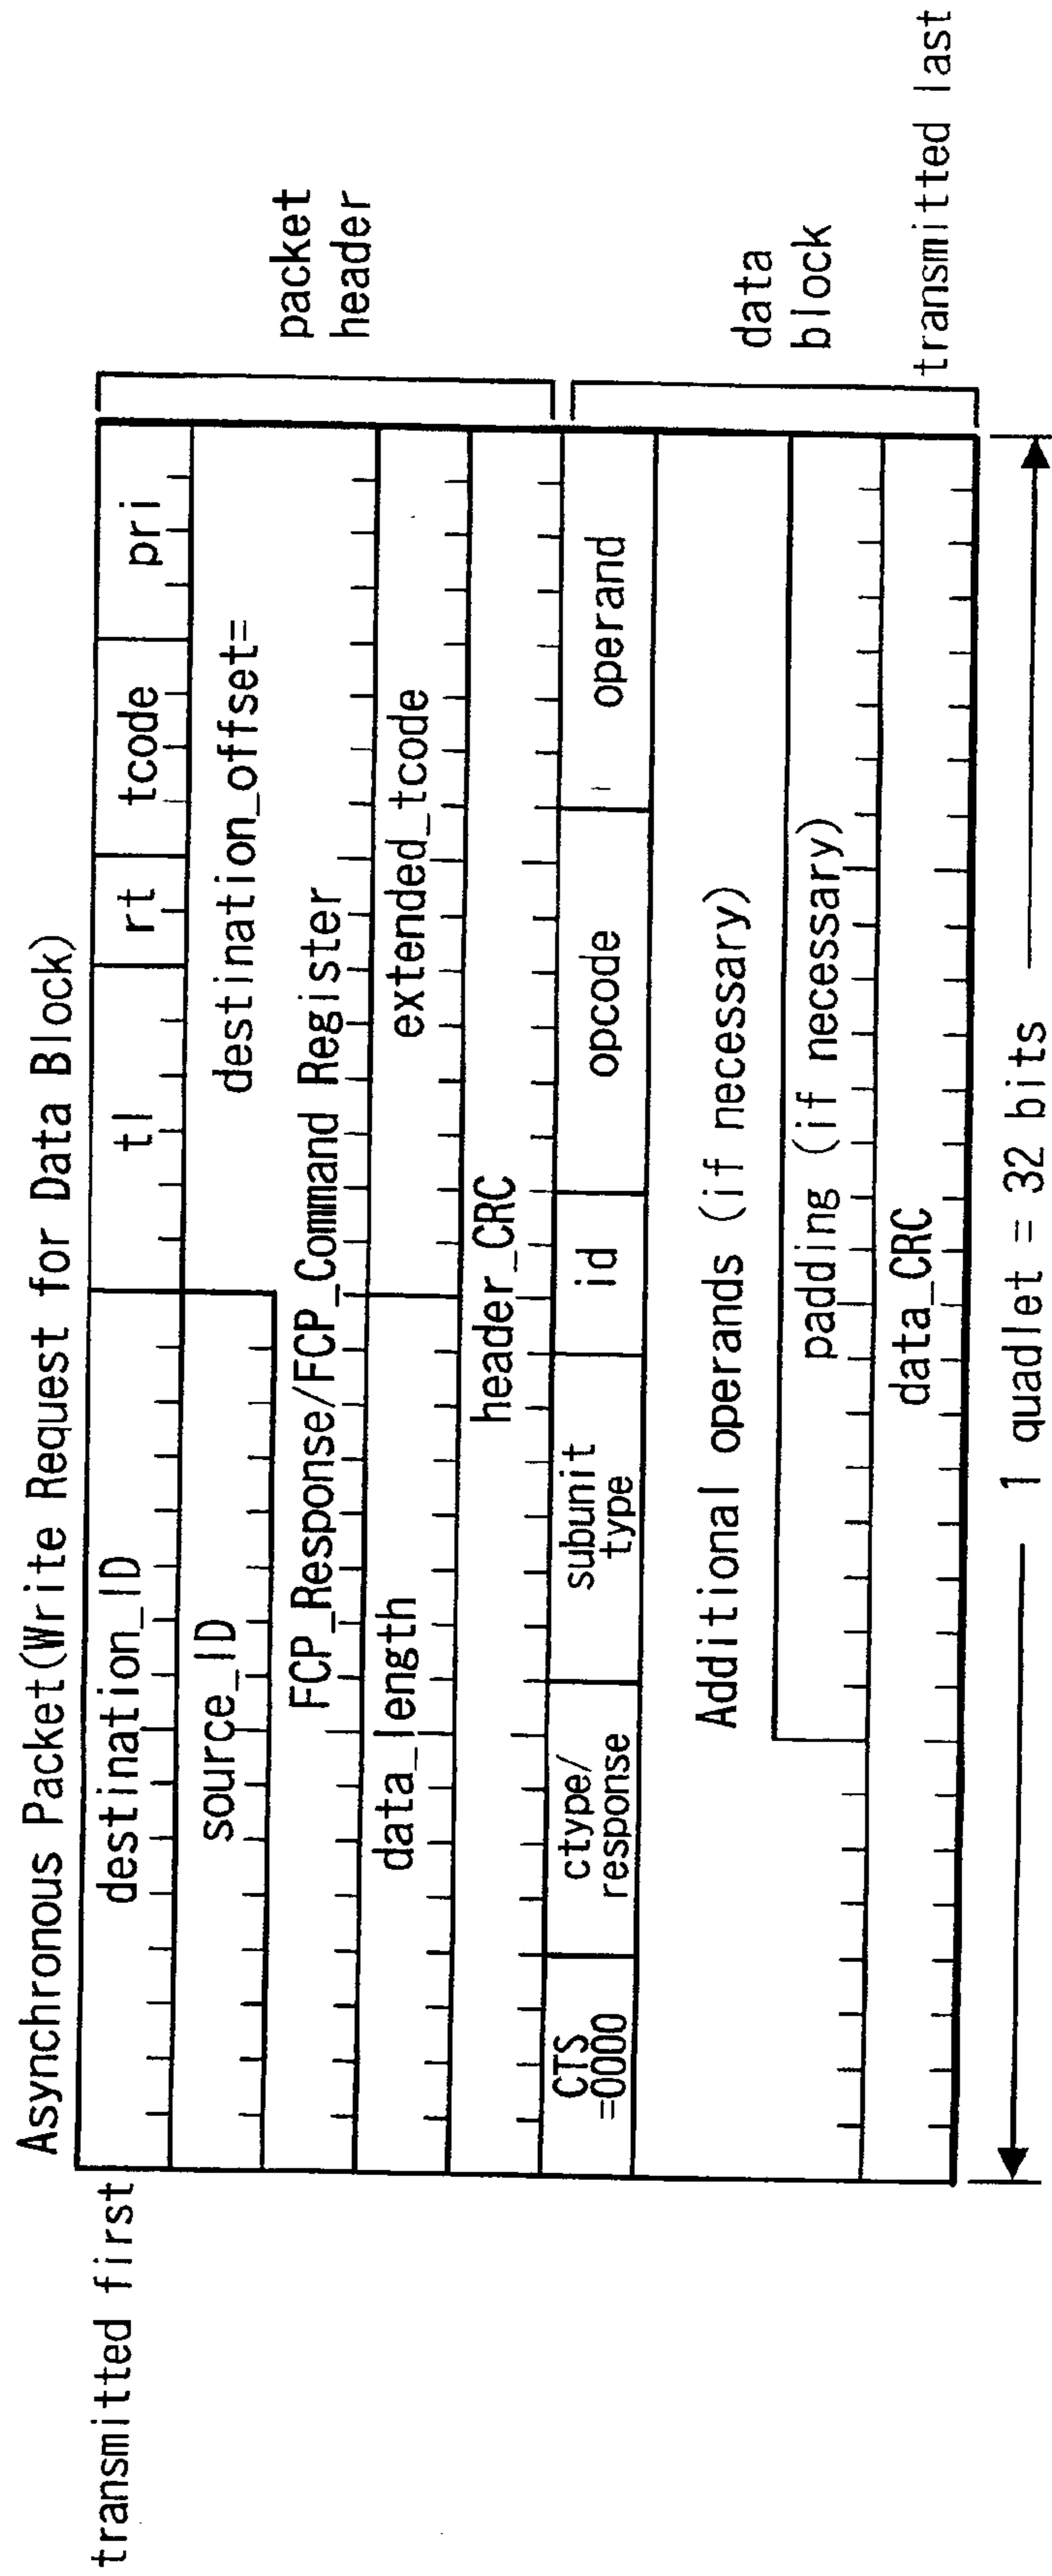 Asynchronous Packet(Write Request for Data Block)
transmitted first
destination_ID
tl
rt
tcode
pri
source_ID
destination_offset=
FCP_Response/FCP_Command Register
data_length
extended_tcode
header_CRC
packet
header
CTS
=0000
ctype/
response
subunit
type
id
opcode
operand
Additional operands (if necessary)
padding (if necessary)
data_CRC
data
block
transmitted last
1 quadlet = 32 bits